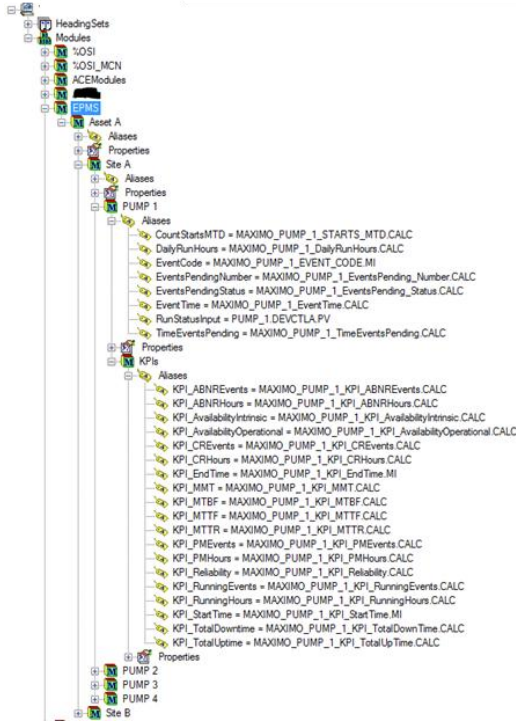 HeadingSets
Modules
%OSI
%OSI_MCN
ACEModules
EPMS
Asset A
Aliases
Properties
Site A
Aliases
Properties
PUMP 1
Aliases
CountStartsMTD = MAXIMO_PUMP_1_STARTS_MTD.CALC
DailyRunHours = MAXIMO_PUMP_1_DailyRunHours.CALC
EventCode = MAXIMO_PUMP_1_EVENT_CODE.MI
EventsPendingNumber = MAXIMO_PUMP_1_EventsPending_Number.CALC
EventsPendingStatus = MAXIMO_PUMP_1_EventsPending_Status.CALC
EventTime = MAXIMO_PUMP_1_EventTime.CALC
RunStatusInput = PUMP_1.DEVCTLA.PV
TimeEventsPending = MAXIMO_PUMP_1_TimeEventsPending.CALC
Properties
KPIs
Aliases
KPI_ABNREvents = MAXIMO_PUMP_1_KPI_ABNREvents.CALC
KPI_ABNRHours = MAXIMO_PUMP_1_KPI_ABNRHours.CALC
KPI_AvailabilityIntrinsic = MAXIMO_PUMP_1_KPI_AvailabilityIntrinsic.CALC
KPI_AvailabilityOperational = MAXIMO_PUMP_1_KPI_AvailabilityOperational.CALC
KPI_CREvents = MAXIMO_PUMP_1_KPI_CREvents.CALC
KPI_CRHours = MAXIMO_PUMP_1_KPI_CRHours.CALC
KPI_EndTime = MAXIMO_PUMP_1_KPI_EndTime.MI
KPI_MMT = MAXIMO_PUMP_1_KPI_MMT.CALC
KPI_MTBF = MAXIMO_PUMP_1_KPI_MTBF.CALC
KPI_MTTF = MAXIMO_PUMP_1_KPI_MTTF.CALC
KPI_MTTR = MAXIMO_PUMP_1_KPI_MTTR.CALC
KPI_PMEvents = MAXIMO_PUMP_1_KPI_PMEvents.CALC
KPI_PMHours = MAXIMO_PUMP_1_KPI_PMHours.CALC
KPI_Reliability = MAXIMO_PUMP_1_KPI_Reliability.CALC
KPI_RunningEvents = MAXIMO_PUMP_1_KPI_RunningEvents.CALC
KPI_RunningHours = MAXIMO_PUMP_1_KPI_RunningHours.CALC
KPI_StartTime = MAXIMO_PUMP_1_KPI_StartTime.MI
KPI_TotalDowntime = MAXIMO_PUMP_1_KPI_TotalDownTime.CALC
KPI_TotalUptime = MAXIMO_PUMP_1_KPI_TotalUpTime.CALC
Properties
PUMP 2
PUMP 3
PUMP 4
Site B